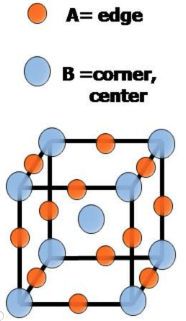 A= edge
B =corner,
center